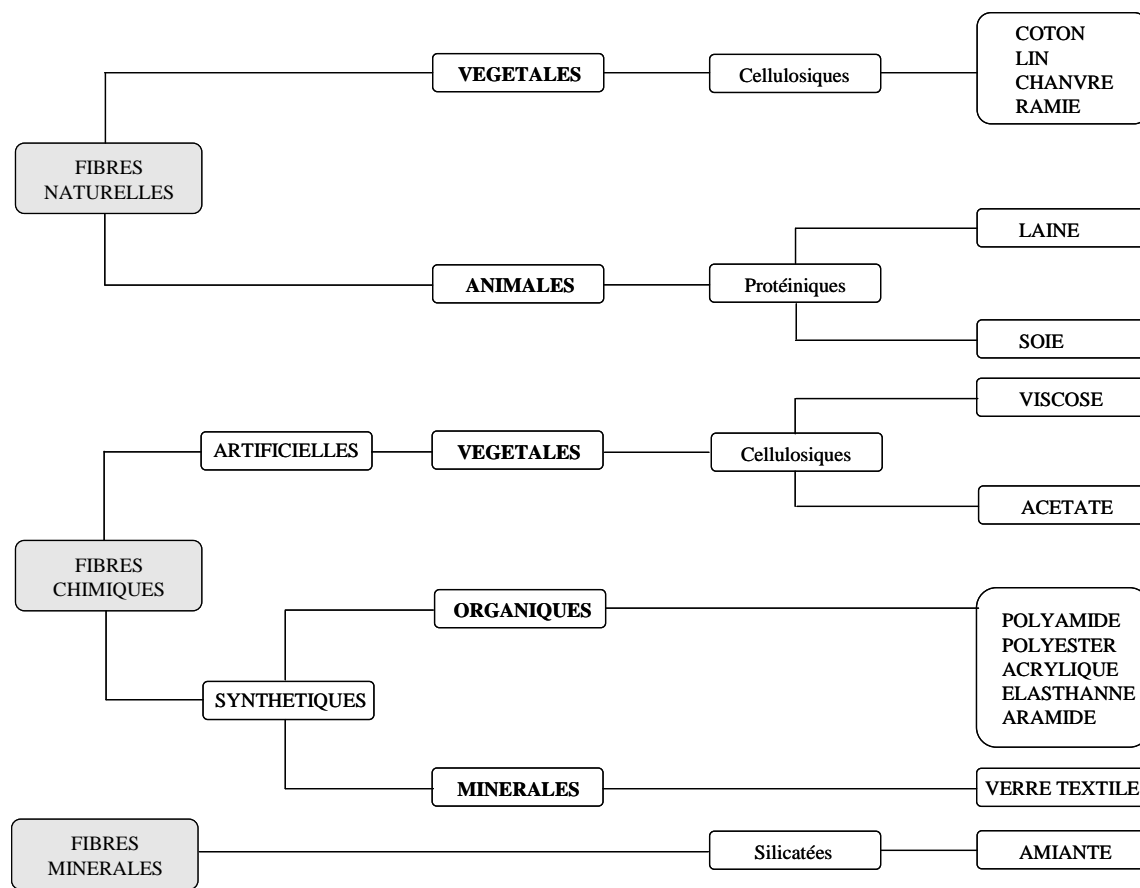 FIBRES
NATURELLES
VEGETALES
Cellulosiques
COTON
LIN
CHANVRE
RAMIE
ANIMALES
Protéiniques
LAINE
SOIE
FIBRES
CHIMIQUES
ARTIFICIELLES
VEGETALES
Cellulosiques
VISCOSE
ACETATE
SYNTHETIQUES
ORGANIQUES
POLYAMIDE
POLYESTER
ACRYLIQUE
ELASTHANNE
ARAMIDE
MINERALES
VERRE TEXTILE
FIBRES
MINERALES
Silicatées
AMIANTE